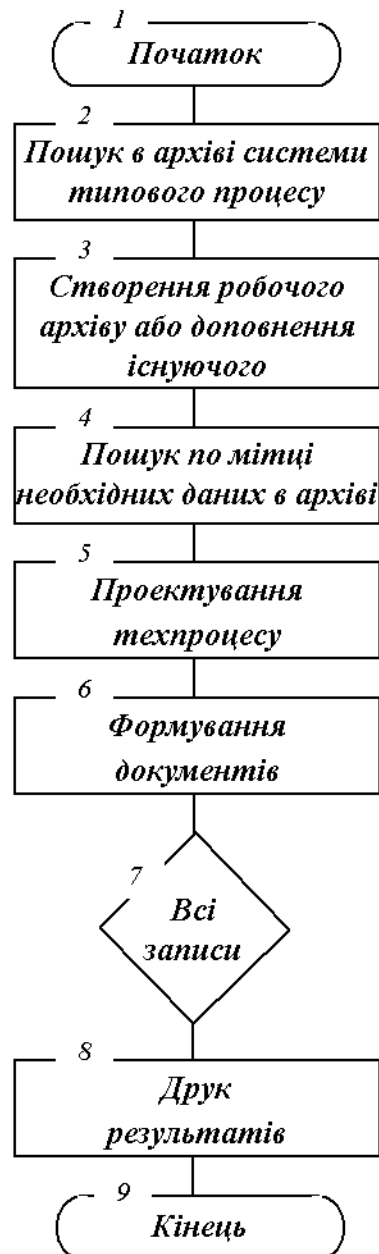 1
Початок
2
Пошук в архіві системи
типового процесу
3
Створення робочого
архіву або доповнення
існуючого
4
Пошук по мітці
необхідних даних в архіві
5
Проектування
техпроцесу
6
Формування
документів
7
Всі
записи
8
Друк
результатів
9
Кінець